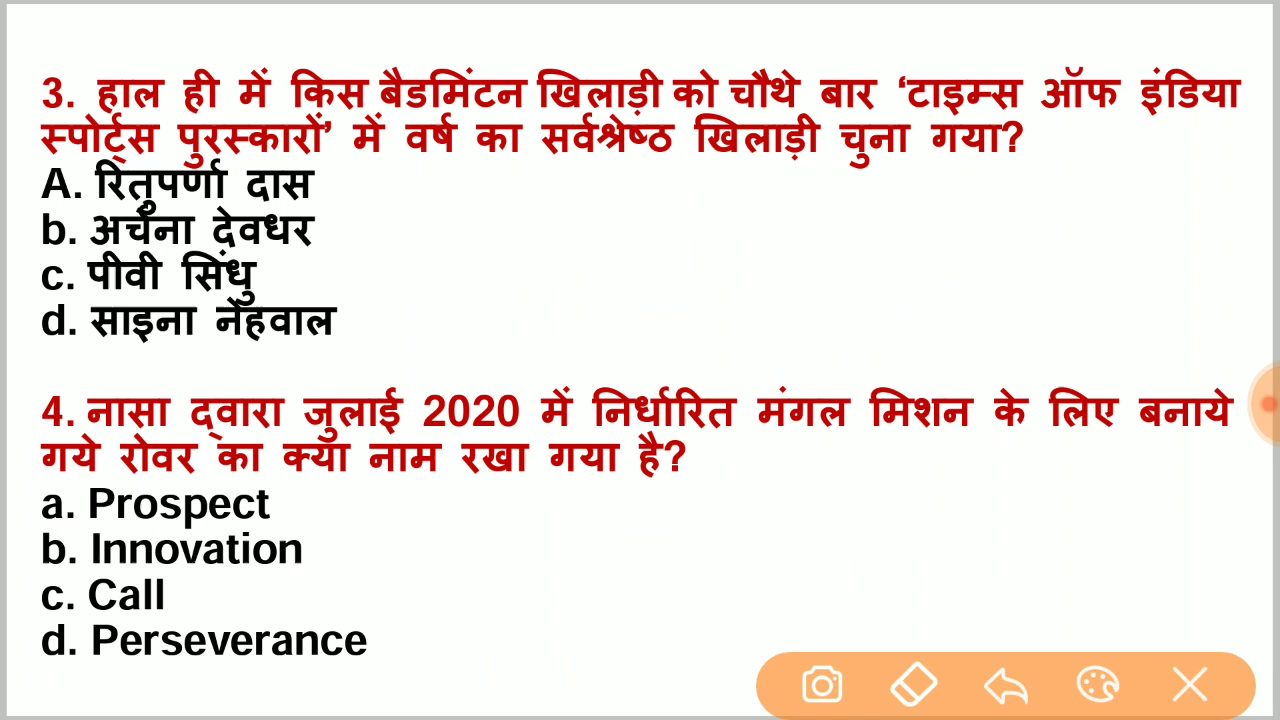 3. हाल ही में किस बैडमिंटन खिलाड़ी को चौथे बार ‘टाइम्स ऑफ इंडिया
स्पोर्ट्स पुरस्कारों’ में वर्ष का सर्वश्रेष्ठ खिलाड़ी चुना गया?
A. रितुपर्णा दास
b. अर्चना देवधर
c. पीवी सिंधु
d. साइना नेहवाल
4. नासा द्वारा जुलाई 2020 में निर्धारित मंगल मिशन के लिए बनाये
गये रोवर का क्या नाम रखा गया है?
a. Prospect
b. Innovation
c. Call
d. Perseverance